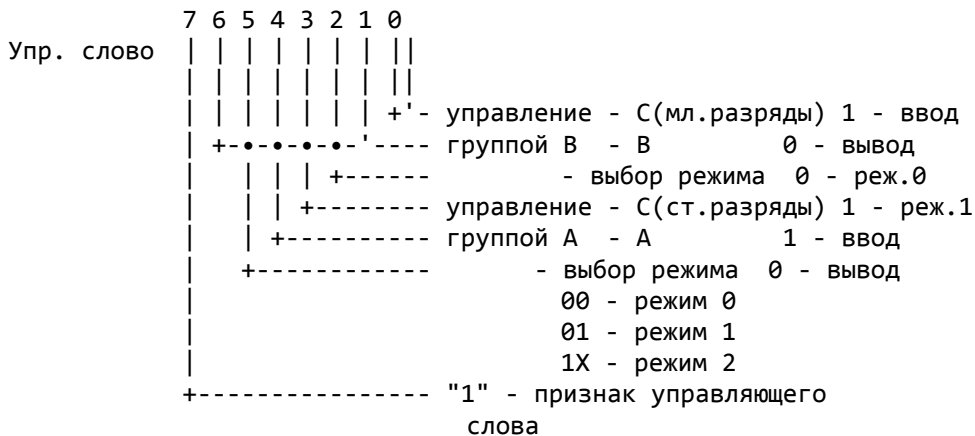 7 6 5 4 3 2 1 0
Упр. слово | | | | | | | ||
| | | | | | | ||
| | | | | | | +'- управление - C(мл.разряды) 1 - ввод
| +-•-•-•-•-'---- группой B - B 0 - вывод
| | | | +------ - выбор режима 0 - реж.0
| | | +-------- управление - C(ст.разряды) 1 - реж.1
| | +---------- группой A - A 1 - ввод
| +------------ - выбор режима 0 - вывод
| 00 - режим 0
| 01 - режим 1
| 1X - режим 2
+---------------- "1" - признак управляющего
слова